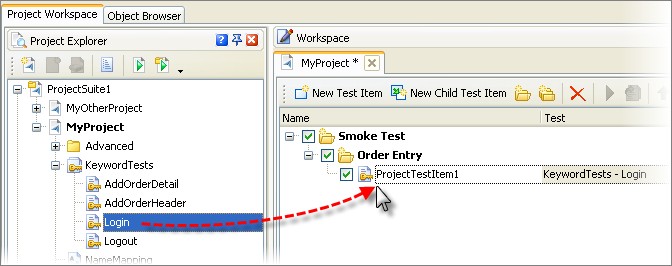 Project Workspace Object Browser
Project Explorer
Workspace
MyProject *
New Test Item New Child Test Item
Name Test
ProjectSuite1
MyOtherProject
MyProject
Advanced
KeywordTests
AddOrderDetail
AddOrderHeader
Login
Logout
NameMapping
Smoke Test
Order Entry
ProjectTestItem1 KeywordTests - Login